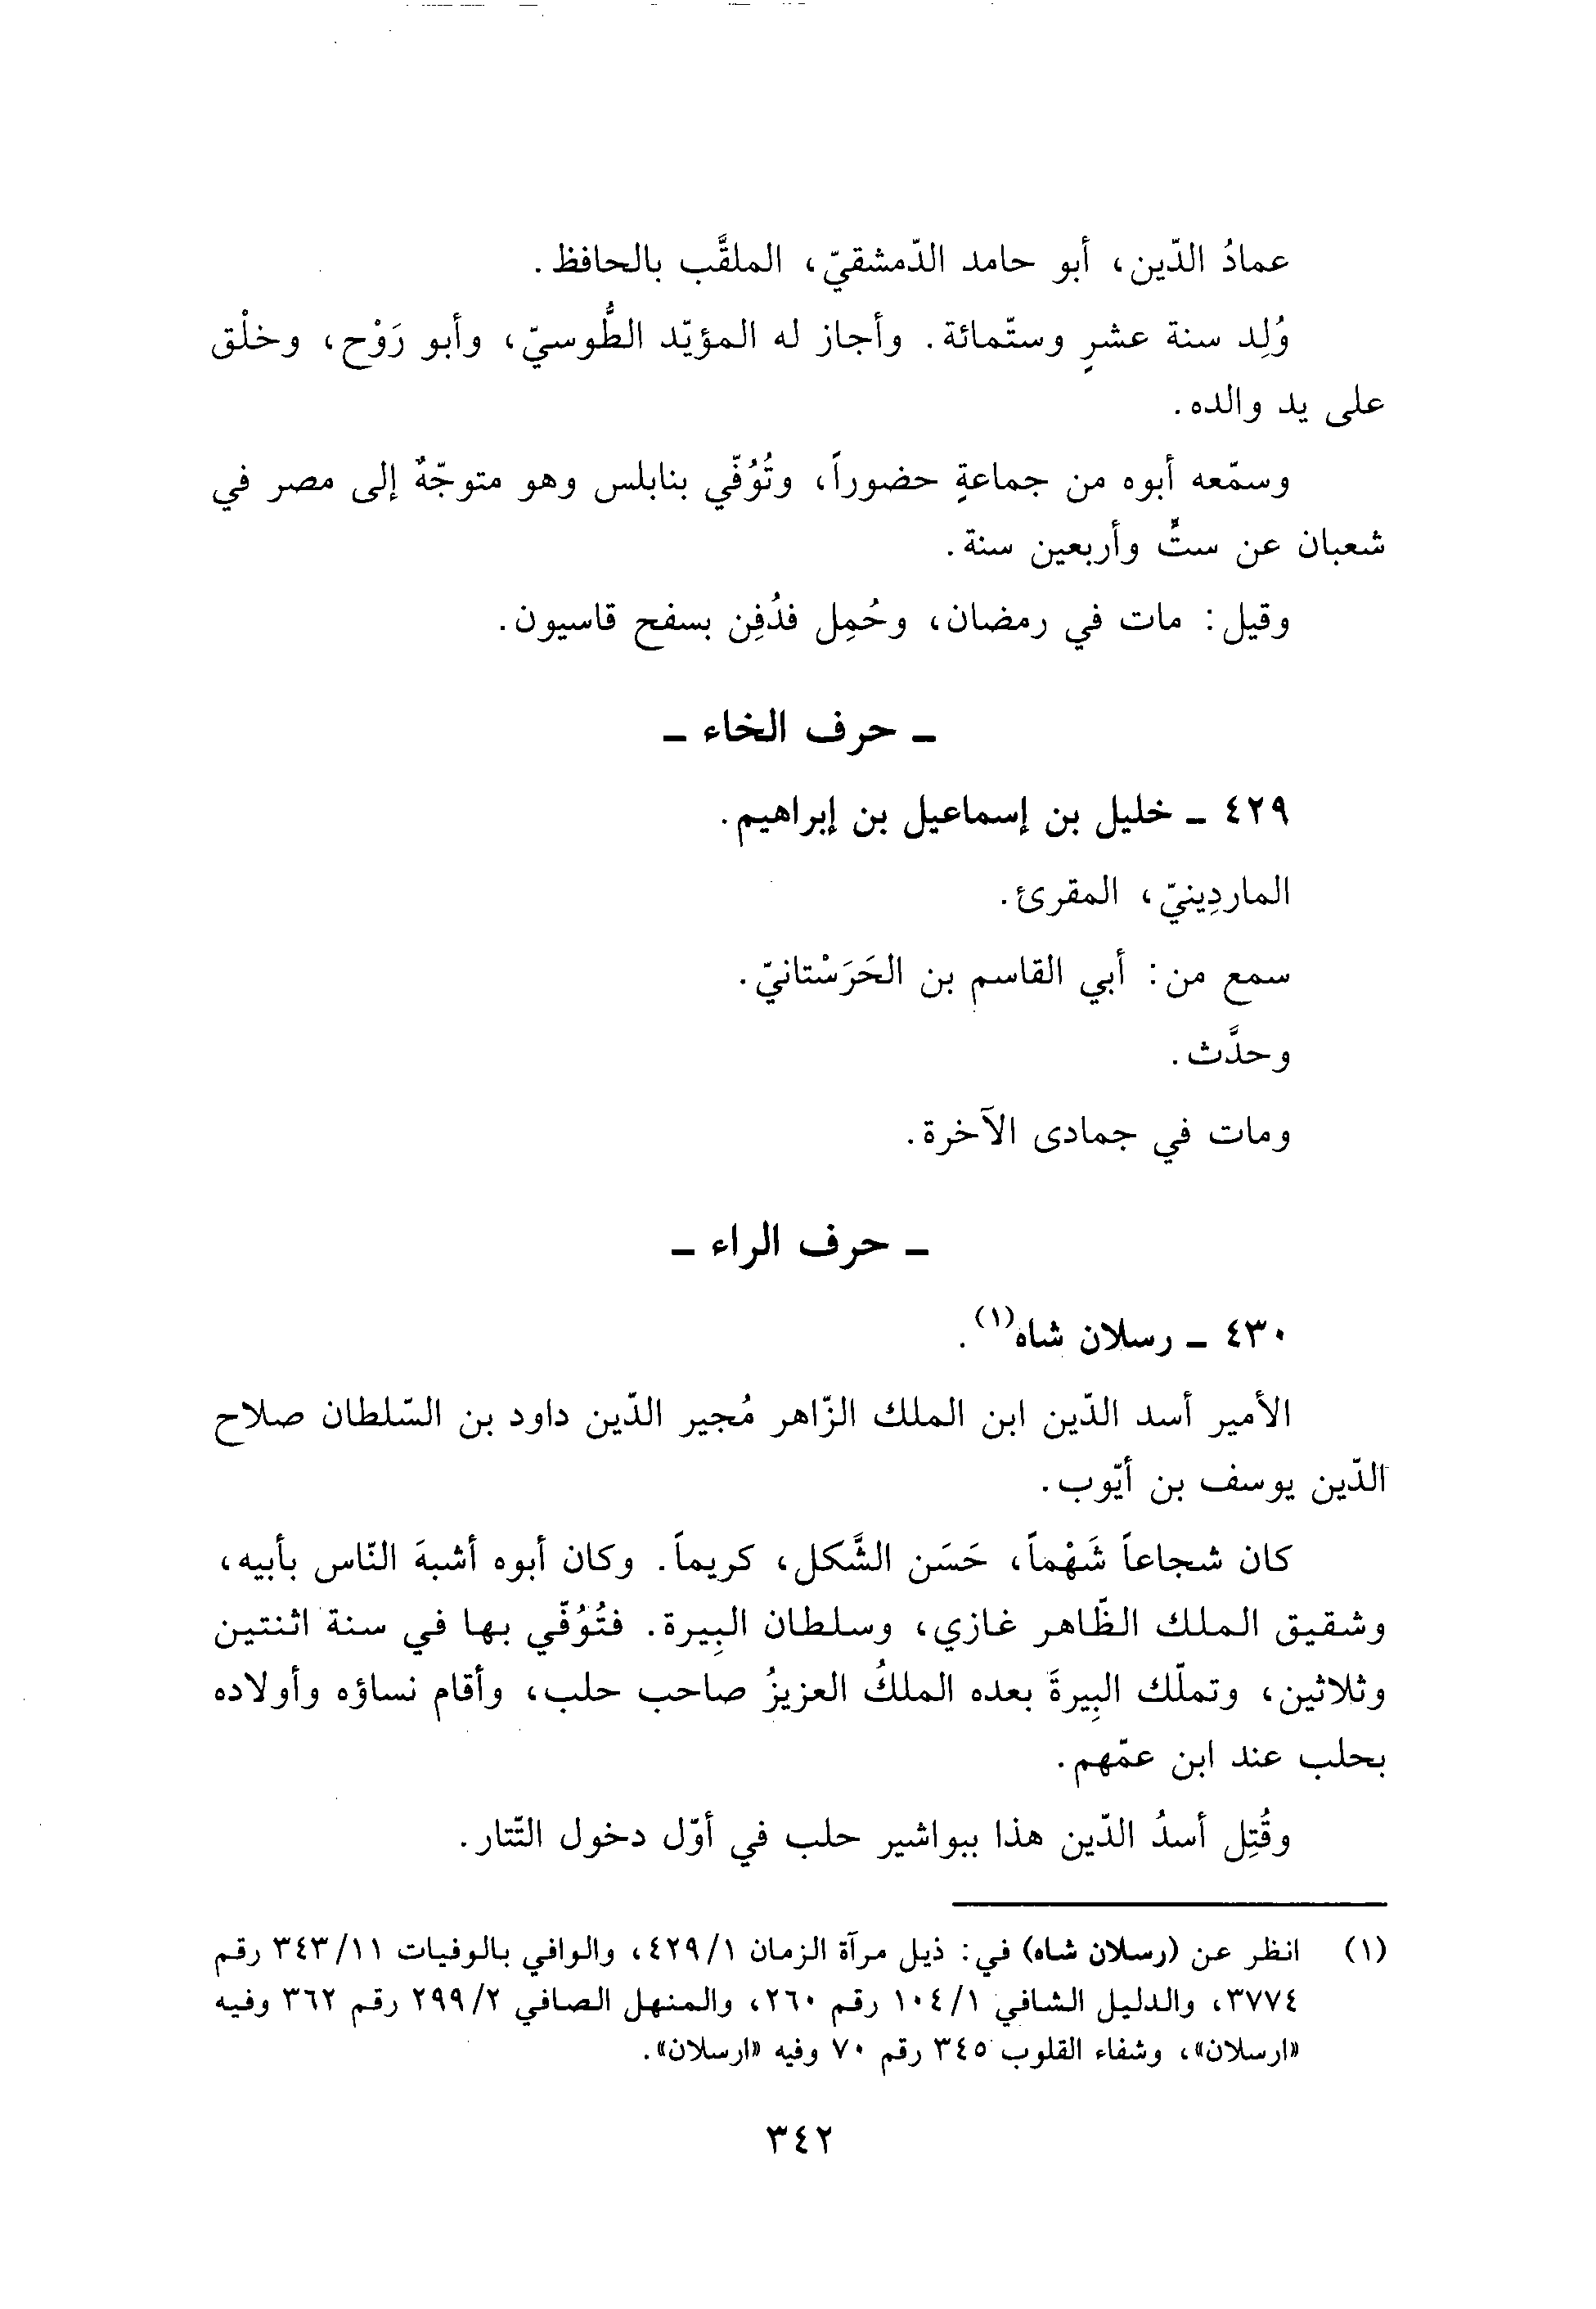 عمادُ الدّين، أبو حامد الدّمشقيّ، الملقَّب بالحافظ.
وُلِد سنة عشرٍ وستّمائة. وأجاز له المؤيّد الطُّوسيّ، وأبو رَوْح، وخلْق
على يد والده.
وسمّعه أبوه من جماعةٍ حضوراً، وتُوُفّي بنابلس وهو متوجّهٌ إلى مصر في
شعبان عن ستٍّ وأربعين سنة.
وقيل: مات في رمضان، وحُمِل فدُفِن بسفح قاسيون.
ـ حرف الخاء ـ
٤٢٩ ـ خليل بن إسماعيل بن إبراهيم.
الماردِينيّ، المقرئ.
سمع من: أبي القاسم بن الحَرَسْتانيّ.
وحدَّث.
ومات في جمادى الآخرة.
ـ حرف الراء ـ
٤٣٠ ـ رسلان شاه(١).
الأمير أسد الدّين ابن الملك الزّاهر مُجير الدّين داود بن السّلطان صلاح
الدّين يوسف بن أيّوب.
كان شجاعاً شَهْماً، حَسَن الشَّكل، كريماً. وكان أبوه أشبهَ النّاس بأبيه،
وشقيق الملك الظّاهر غازي، وسلطان البِيرة. فتُوُفّي بها في سنة اثنتين
وثلاثين، وتملّك البِيرةَ بعده الملكُ العزيزُ صاحب حلب، وأقام نساؤه وأولاده
بحلب عند ابن عمّهم.
وقُتِل أسدُ الدّين هذا ببواشير حلب في أوّل دخول التّتار.
(١) انظر عن (رسلان شاه) في: ذيل مرآة الزمان ٤٢٩/١، والوافي بالوفيات ٣٤٣/١١ رقم
٣٧٧٤، والدليل الشافي ١٠٤/١ رقم ٢٦٠، والمنهل الصافي ٢٩٩/٢ رقم ٣٦٢ وفيه
«ارسلان»، وشفاء القلوب ٣٤٥ رقم ٧٠ وفيه «ارسلان».
٣٤٢